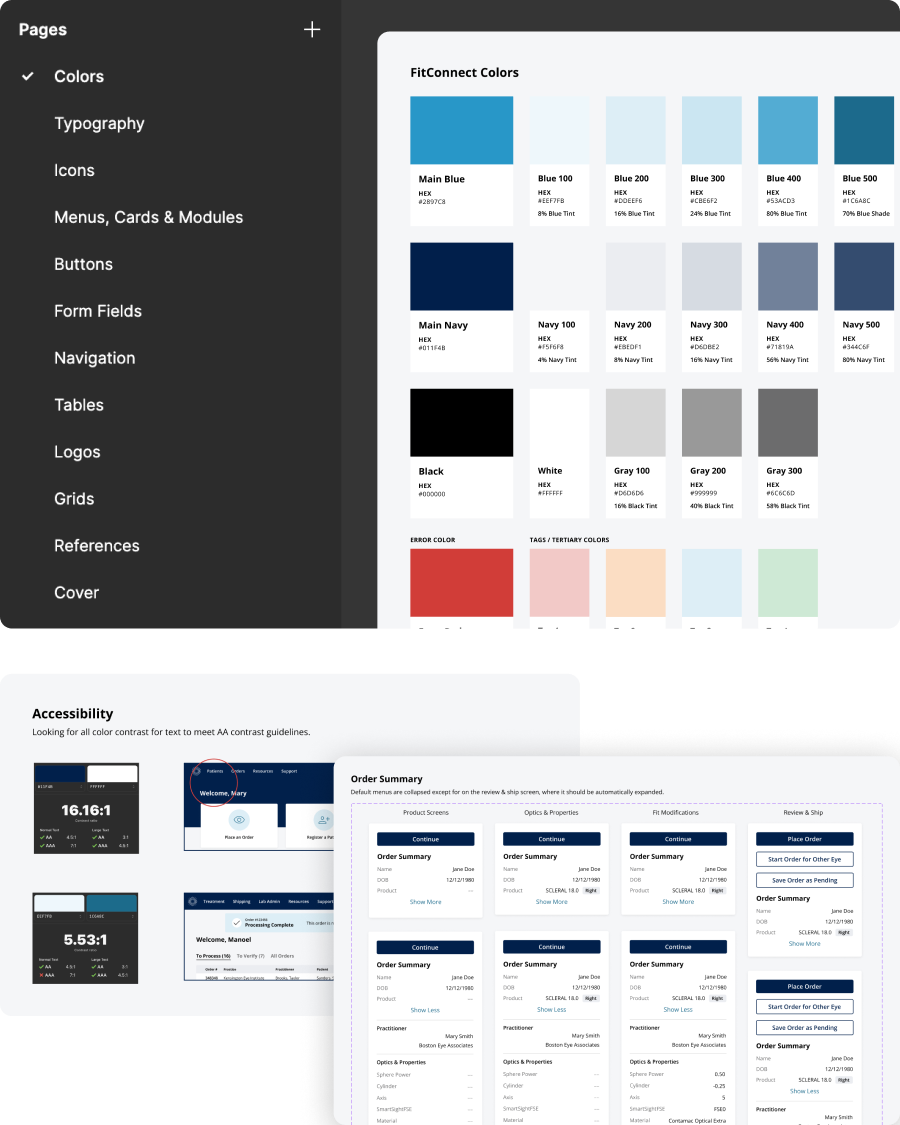 Pages
Colors
Typography
Icons
Menus, Cards & Modules
Buttons
Form Fields
Navigation
Tables
Logos
Grids
References
Cover
FitConnect Colors
Main Blue
HEX
#2897C8
Blue 100
HEX
#EEF7FB
8% Blue Tint
Blue 200
HEX
#DDEEF6
16% Blue Tint
Blue 300
HEX
#CBE6F2
24% Blue Tint
Blue 400
HEX
#53ACD3
80% Blue Tint
Blue 500
HEX
#1C6A8C
70% Blue Shade
Main Navy
HEX
#011F4B
Navy 100
HEX
#F5F6F8
4% Navy Tint
Navy 200
HEX
#EBEDF1
8% Navy Tint
Navy 300
HEX
#D6DBE2
16% Navy Tint
Navy 400
HEX
#71819A
56% Navy Tint
Navy 500
HEX
#344C6F
80% Navy Tint
Black
HEX
#000000
White
HEX
#FFFFFF
Gray 100
HEX
#D6D6D6
16% Black Tint
Gray 200
HEX
#999999
40% Black Tint
Gray 300
HEX
#6C6C6D
58% Black Tint
ERROR COLOR
TAGS / TERTIARY COLORS
Accessibility
Looking for all color contrast for text to meet AA contrast guidelines.
011F4B
FFFFFF
16.16:1
Contrast ratio
Normal Text
Large Text
AA 4.5:1
AA 3:1
AAA 7:1
AAA 4.5:1
Patients
Orders
Resources
Support
Welcome, Mary
Place an Order
Register a Pat
EEF7FB
1C6A8C
5.53:1
Contrast ratio
Normal Text
Large Text
AA 4.5:1
AA 3:1
AAA 7:1
AAA 4.5:1
Treatment
Shipping
Lab Admin
Resources
Support
Processing Complete
This order is
Welcome, Manoel
To Process (16)
To Verify (7)
All Orders
Order #
Practice
Practitioner
Patient
Order Summary
Default menus are collapsed except for on the review & ship screen, where it should be automatically expanded.
Product Screens
Continue
Order Summary
Name Jane Doe
DOB 12/12/1980
Product —
Show More
Continue
Order Summary
Name Jane Doe
DOB 12/12/1980
Product —
Show Less
Practitioner
Mary Smith
Boston Eye Associates
Optics & Properties
Sphere Power —
Cylinder —
Axis —
SmartSightFSE —
Material —
Optics & Properties
Continue
Order Summary
Name Jane Doe
DOB 12/12/1980
Product SCLERAL 18.0 Right
Show More
Continue
Order Summary
Name Jane Doe
DOB 12/12/1980
Product SCLERAL 18.0 Right
Show Less
Practitioner
Mary Smith
Boston Eye Associates
Optics & Properties
Sphere Power —
Cylinder —
Axis —
SmartSightFSE —
Material —
Fit Modifications
Continue
Order Summary
Name Jane Doe
DOB 12/12/1980
Product SCLERAL 18.0 Right
Show More
Continue
Order Summary
Name Jane Doe
DOB 12/12/1980
Product SCLERAL 18.0 Right
Show Less
Practitioner
Mary Smith
Boston Eye Associates
Optics & Properties
Sphere Power 0.50
Cylinder -0.25
Axis 5
SmartSightFSE FSE0
Material Contamac Optical Extra
Review & Ship
Place Order
Start Order for Other Eye
Save Order as Pending
Order Summary
Name Jane Doe
DOB 12/12/1980
Product SCLERAL 18.0 Right
Show More
Place Order
Start Order for Other Eye
Save Order as Pending
Order Summary
Name Jane Doe
DOB 12/12/1980
Product SCLERAL 18.0 Right
Show Less
Practitioner
Mary Smith